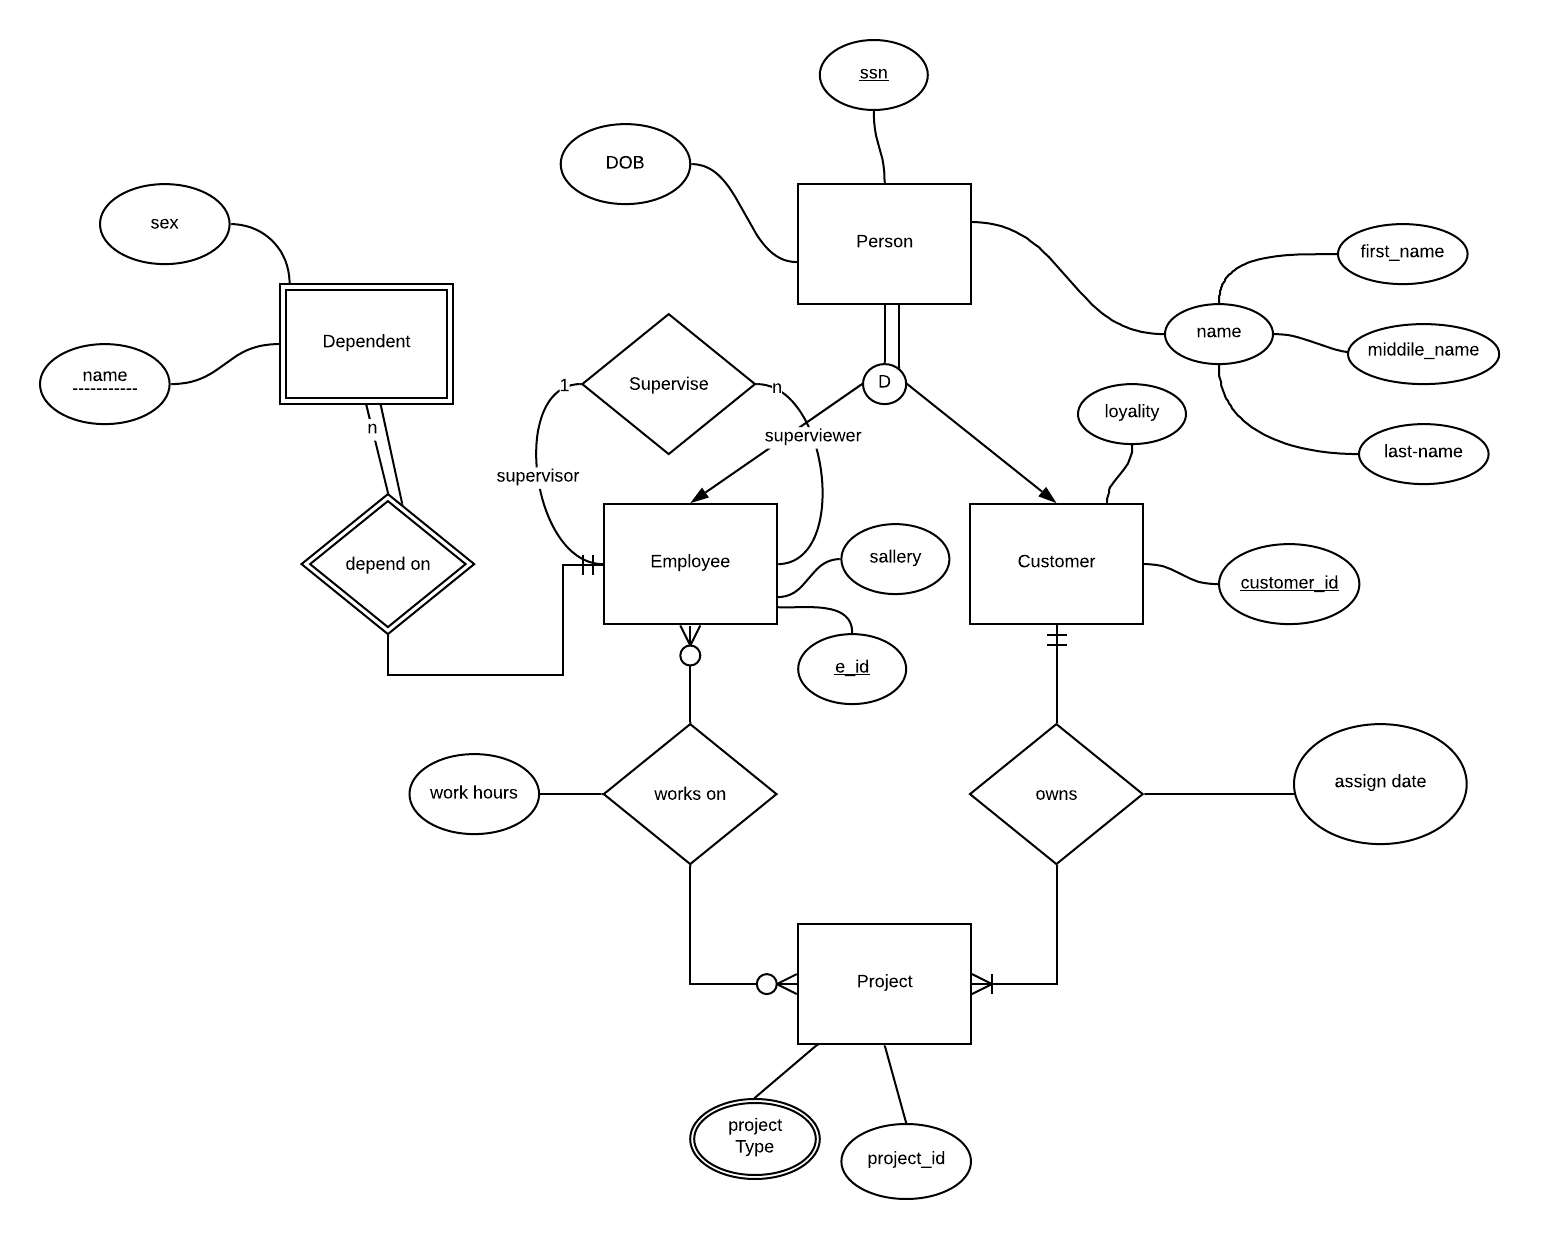 ssn
DOB
sex
Person
first_name
name
Dependent
middile_name
name
Supervise
1
n
D
loyality
n
superviewer
last-name
supervisor
depend on
Employee
sallery
Customer
customer_id
e_id
work hours
works on
owns
assign date
Project
project
Type
project_id